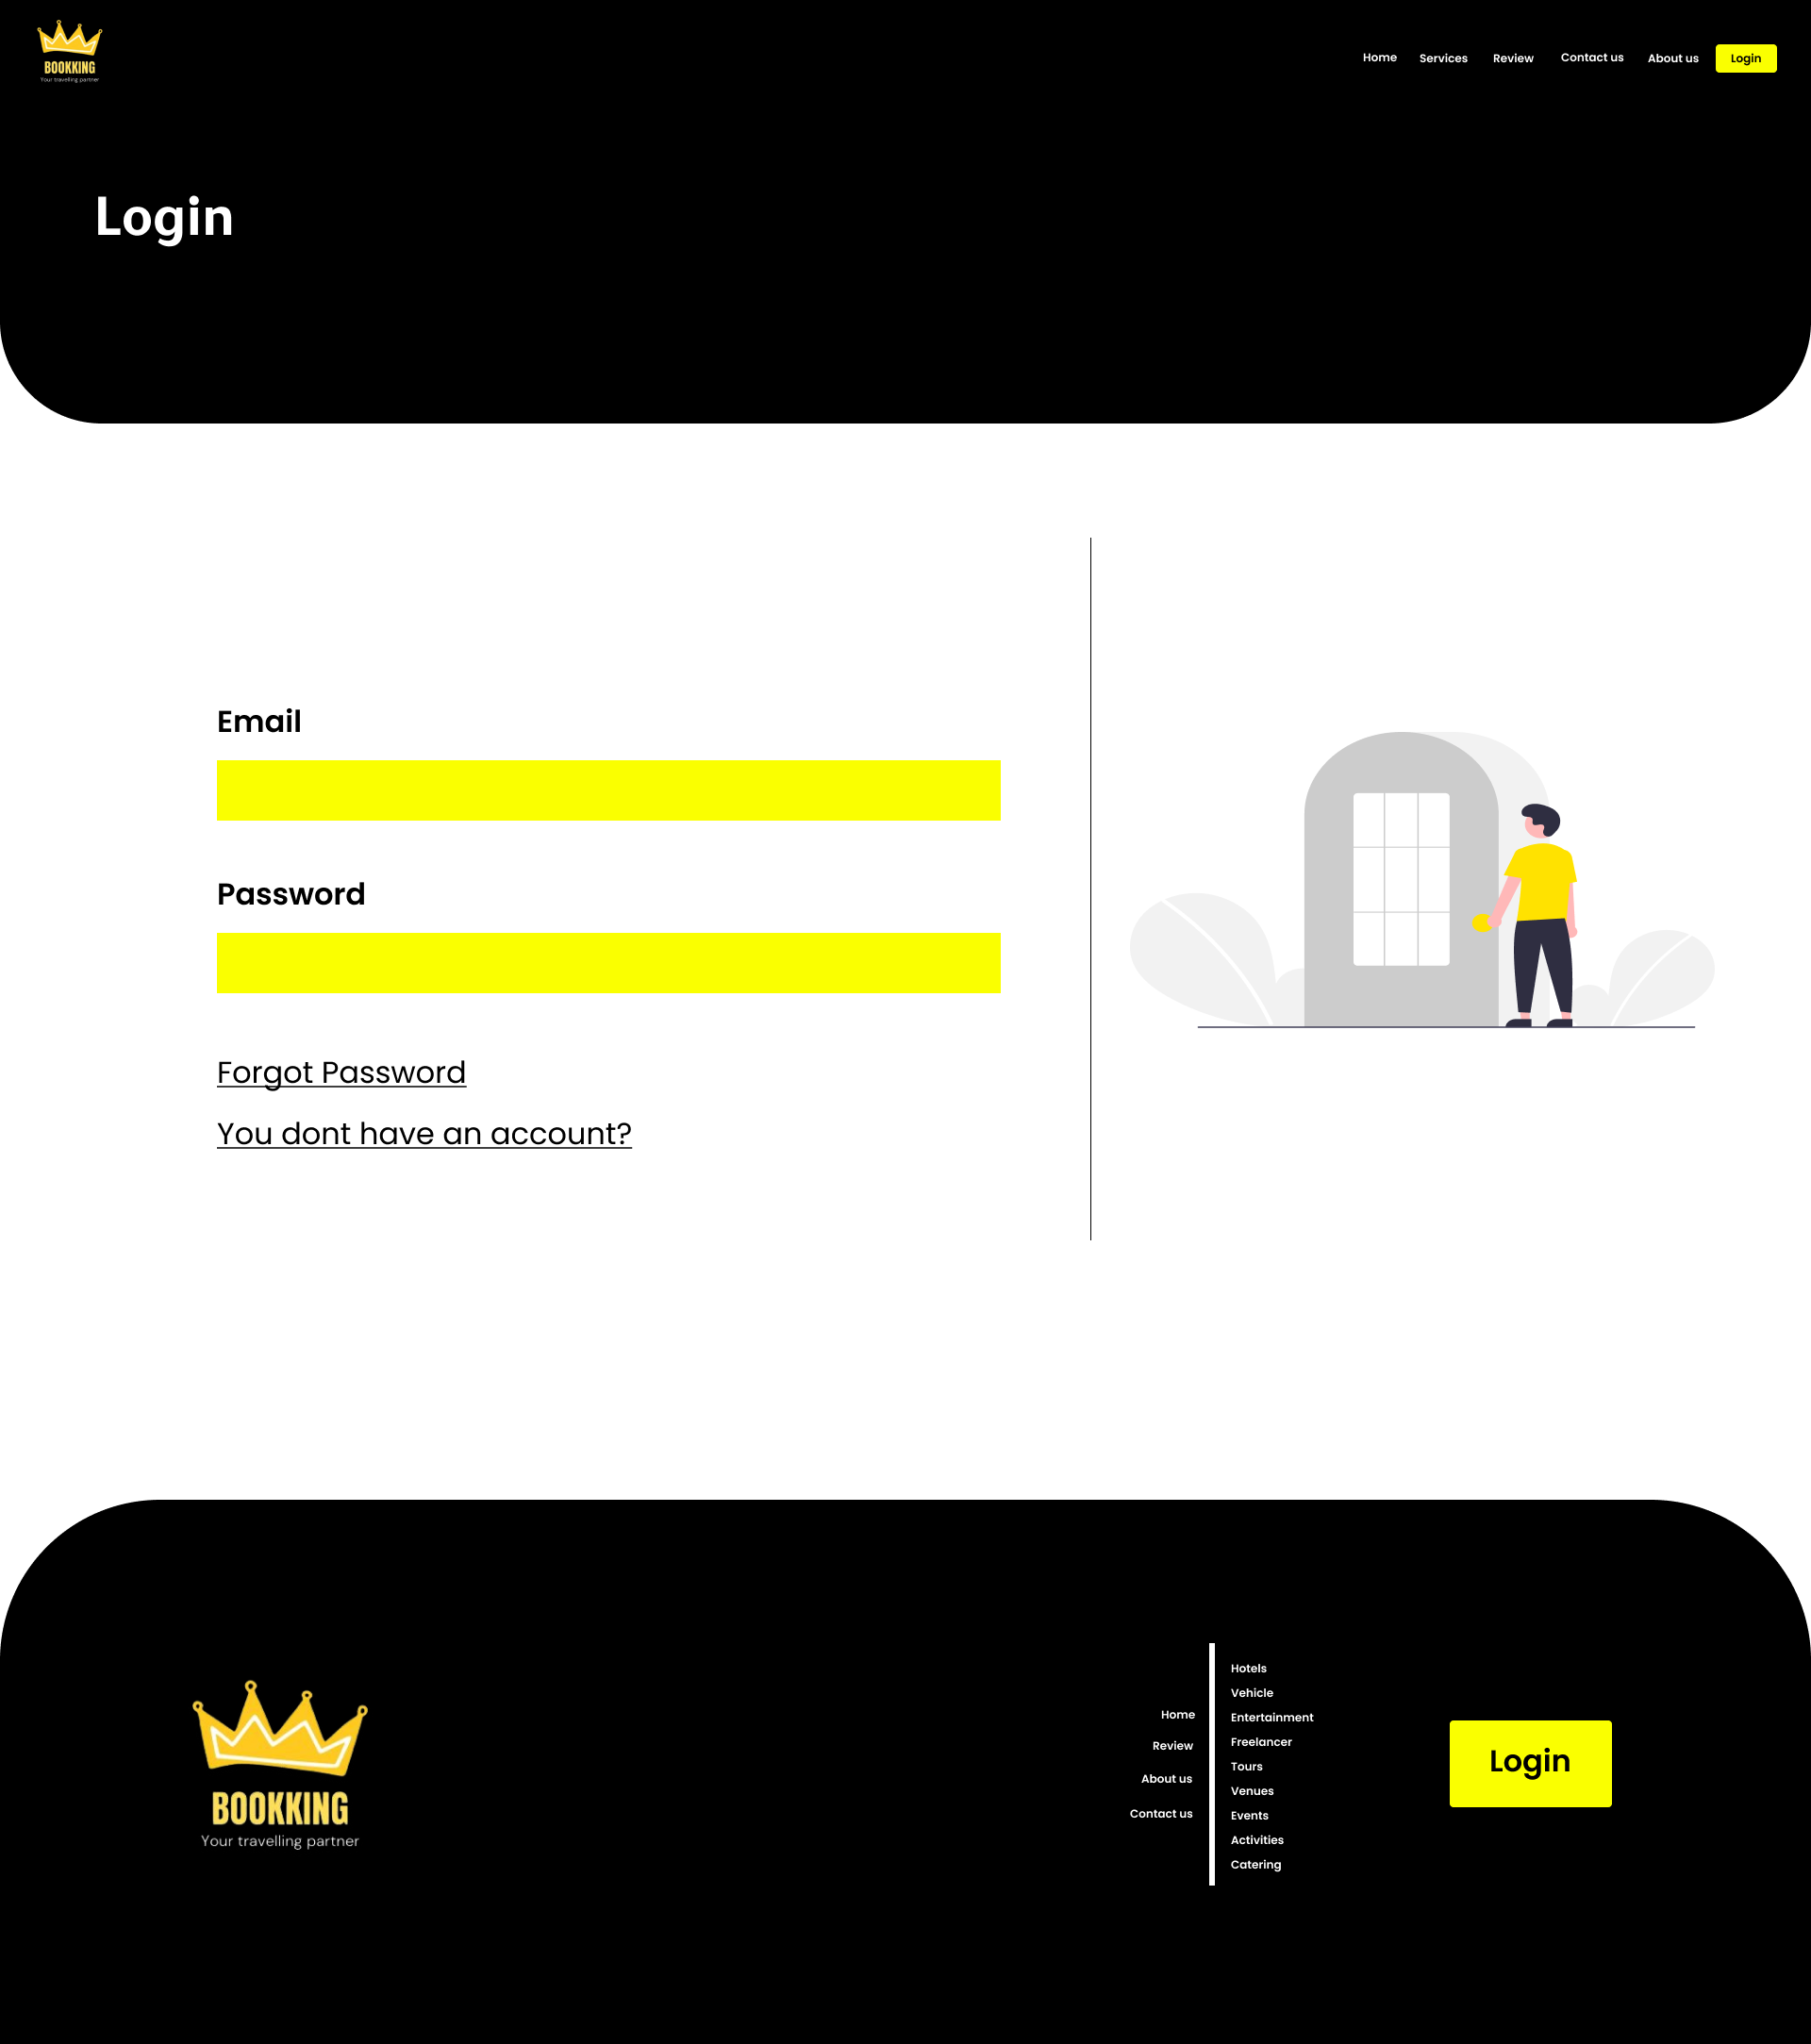 BOOKKING
Your travelling partner
Home Services Review Contact us About us Login
Login
Email
Password
Forgot Password
You dont have an account?
BOOKKING
Your travelling partner
Home
Review
About us
Contact us
Hotels
Vehicle
Entertainment
Freelancer
Tours
Venues
Events
Activities
Catering
Login